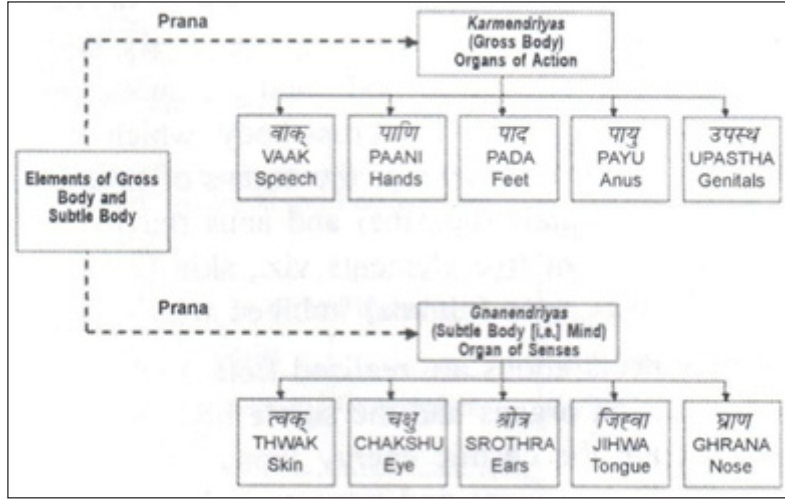 Prana
Karmendriyas
(Gross Body)
Organs of Action
वाक्
VAAK
Speech
पाणि
PAANI
Hands
पाद
PADA
Feet
पायु
PAYU
Anus
उपस्थ
UPASTHA
Genitals
Elements of Gross
Body and
Subtle Body
Prana
Gnanendriyas
(Subtle Body [i.e.] Mind)
Organ of Senses
त्वक्
THWAK
Skin
चक्षु
CHAKSHU
Eye
श्रोत्र
SROTHRA
Ears
जिह्वा
JIHWA
Tongue
घ्राण
GHRANA
Nose